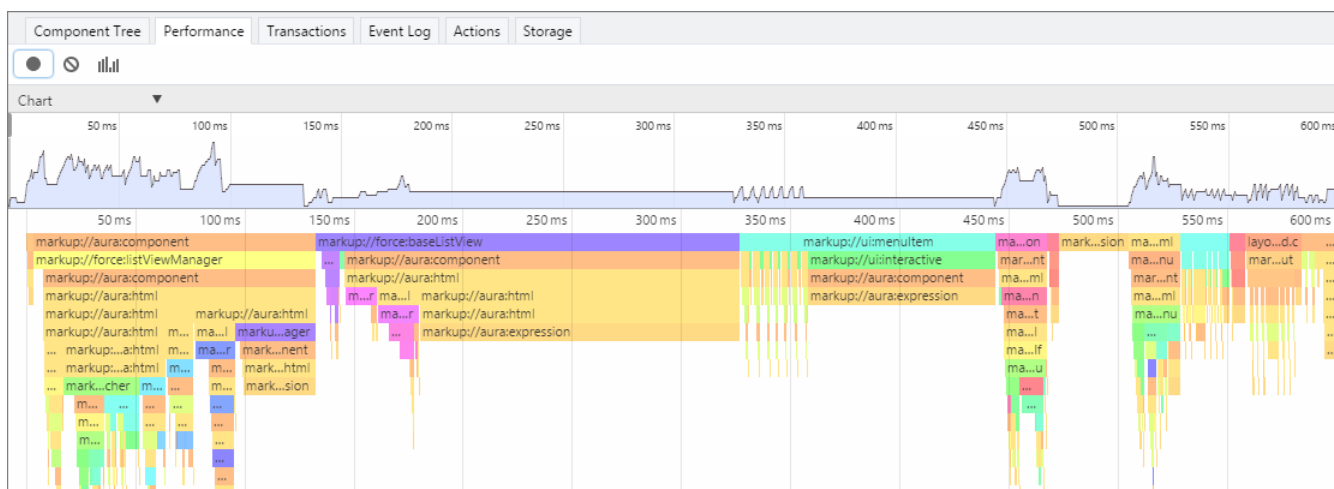 Component Tree Performance Transactions Event Log Actions Storage
Chart
50 ms 100 ms 150 ms 200 ms 250 ms 300 ms 350 ms 400 ms 450 ms 500 ms 550 ms 600 ms
50 ms 100 ms 150 ms 200 ms 250 ms 300 ms 350 ms 400 ms 450 ms 500 ms 550 ms 600 ms
markup://aura:component markup://force:baseListView markup://ui:menuItem ma...on mark...sion ma...ml layo...d.c ...
markup://force:listViewManager ... markup://aura:component markup://ui:interactive mar...nt ma...nu mar...ut ...
markup://aura:component markup://aura:html markup://aura:component ma...ml mar...nt
markup://aura:html m...r ma...l markup://aura:html markup://aura:expression ma...n ma...ml
markup://aura:html markup://aura:html ma...r markup://aura:html ma...t ma...nu
markup://aura:html m... ma...l marku...ager ... markup://aura:expression ma...l ...
... markup:...a:html m... ma...r mark...nent ma...lf
... markup:...a:html m... m... mark...html ma...u
... mark...cher m... ... m... mark...sion ...
m... ... ... ... ... ...
m... ...
m... ...
...
...